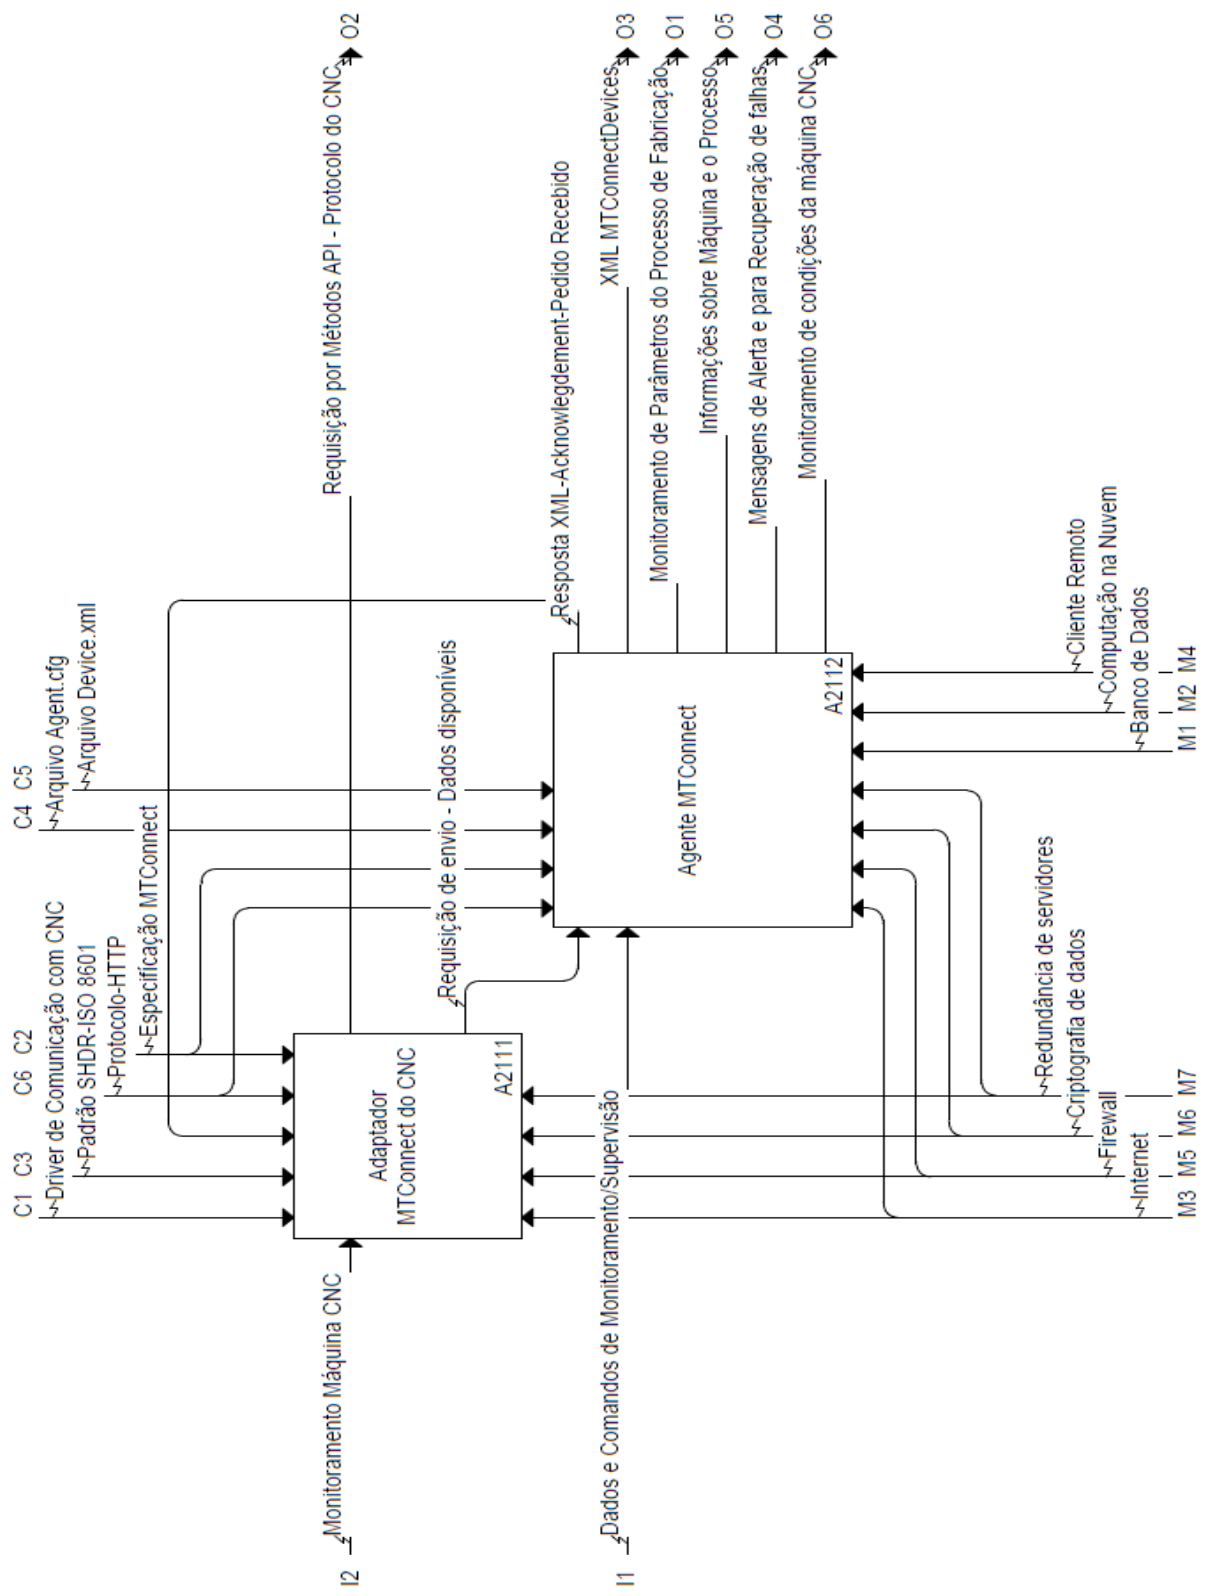 C1 C3 C6 C2 C4 C5
Driver de Comunicação com CNC
Padrão SHDR-ISO 8601
Protocolo-HTTP
Especificação MTConnect
Arquivo Agent.cfg
Arquivo Device.xml
I2
Monitoramento Máquina CNC
Adaptador
MTConnect do CNC
A2111
Requisição por Métodos API - Protocolo do CNC
O2
Requisição de envio - Dados disponíveis
Resposta XML-Acknowlegdement-Pedido Recebido
I1
Dados e Comandos de Monitoramento/Supervisão
Agente MTConnect
A2112
XML MTConnectDevices
O3
Monitoramento de Parâmetros do Processo de Fabricação
O1
Informações sobre Máquina e o Processo
O5
Mensagens de Alerta e para Recuperação de falhas
O4
Monitoramento de condições da máquina CNC
O6
Redundância de servidores
Criptografia de dados
Firewall
Internet
Cliente Remoto
Computação na Nuvem
Banco de Dados
M3 M5 M6 M7 M1 M2 M4